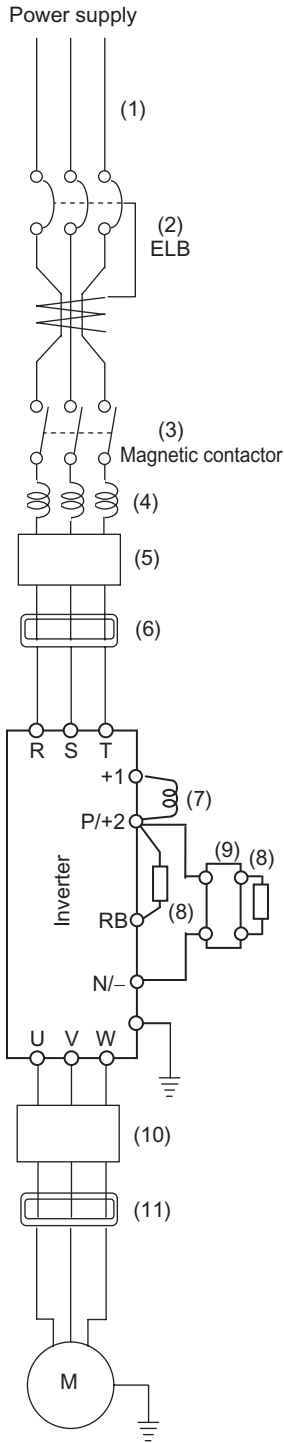 Power supply
(1)
(2)
ELB
(3)
Magnetic contactor
(4)
(5)
(6)
R S T
+1
(7)
P/+2
(9) (8)
Inverter
(8)
RB
N/–
U V W
(10)
(11)
M